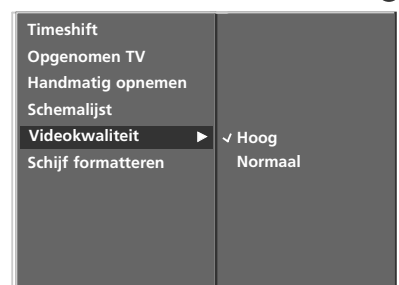 Timeshift
Opgenomen TV
Handmatig opnemen
Schemalijst
Videokwaliteit ▶
Schijf formatteren
✓ Hoog
Normaal